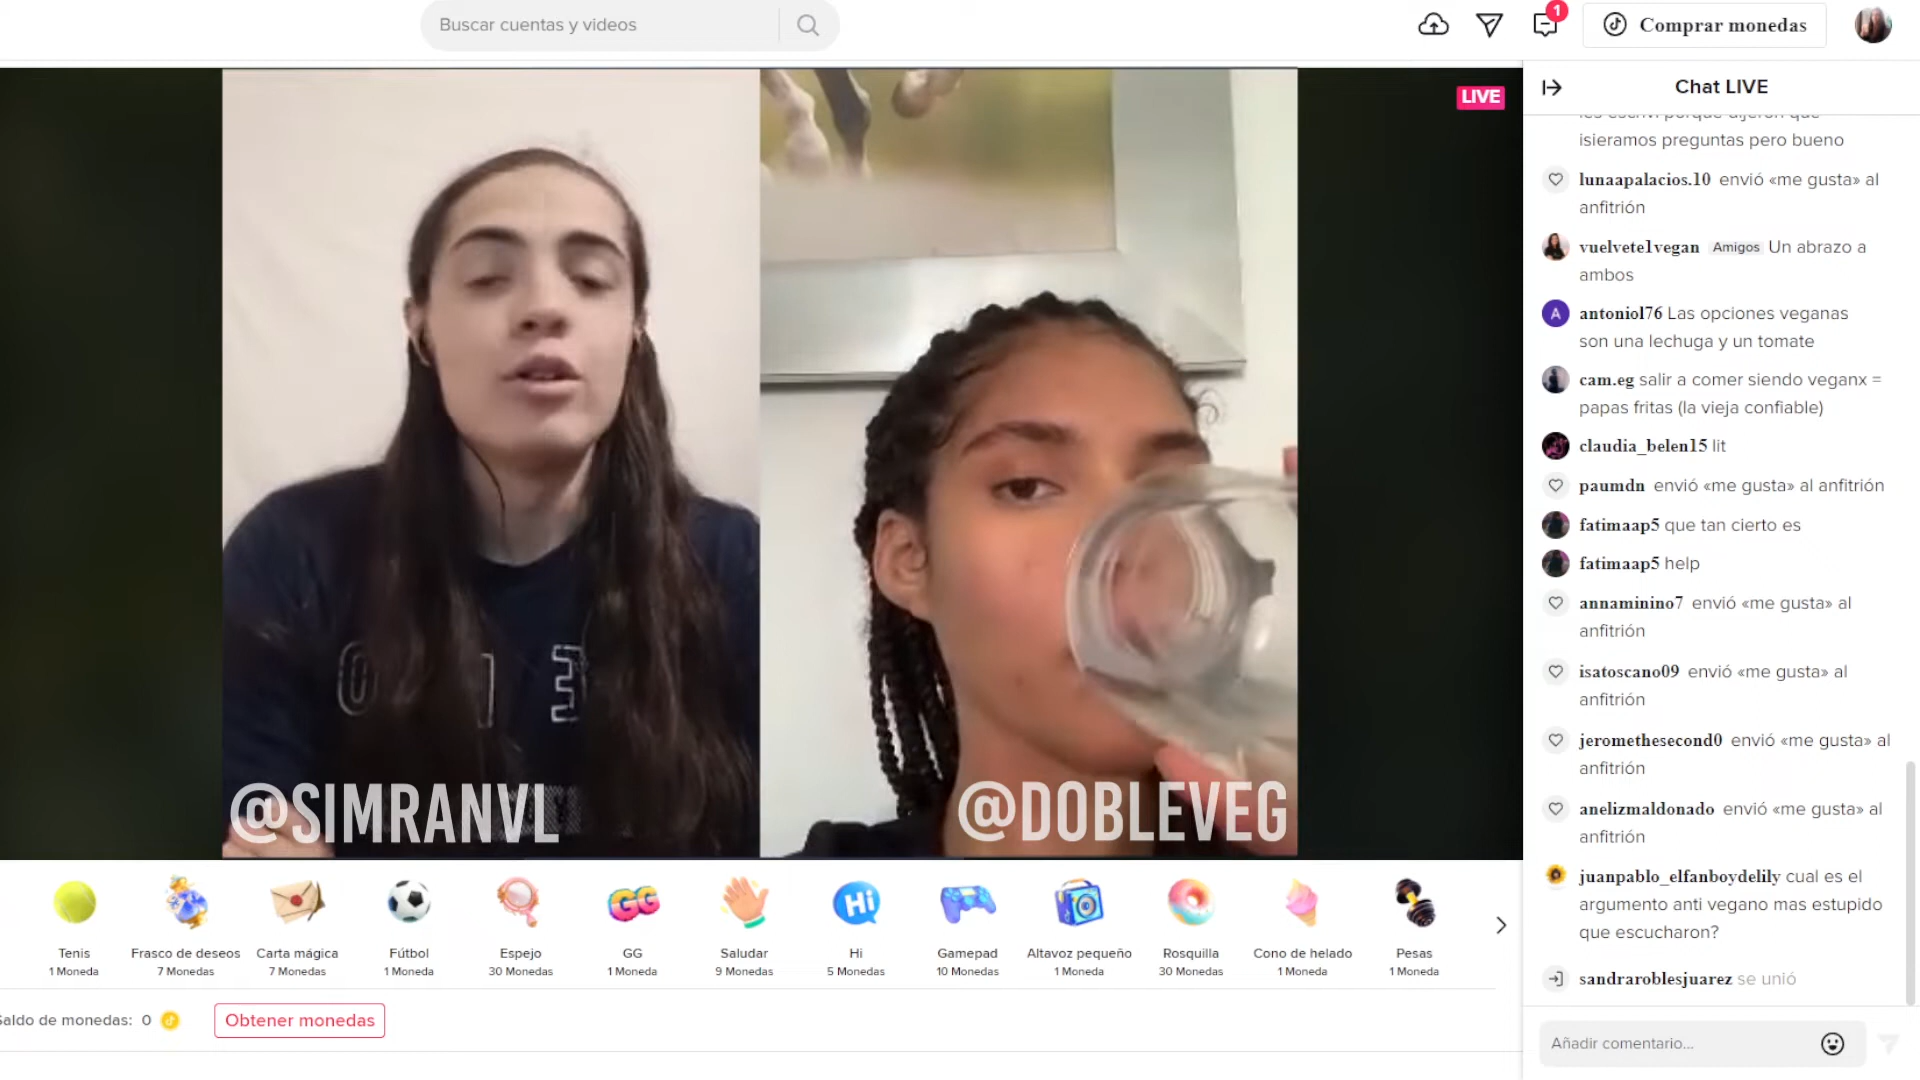 Buscar cuentas y videos
1
Comprar monedas
LIVE
@SIMRANVL
@DOBLEVEG
Chat LIVE
isieramos preguntas pero bueno
lunaapalacios.10 envió «me gusta» al
anfitrión
vuelvete1vegan Amigos Un abrazo a
ambos
A
antoniol76 Las opciones veganas
son una lechuga y un tomate
cam.eg salir a comer siendo veganx =
papas fritas (la vieja confiable)
claudia_belen15 lit
paumdn envió «me gusta» al anfitrión
fatimaap5 que tan cierto es
fatimaap5 help
annaminino7 envió «me gusta» al
anfitrión
isatoscano09 envió «me gusta» al
anfitrión
jeromethesecond0 envió «me gusta» al
anfitrión
anelizmaldonado envió «me gusta» al
anfitrión
juanpablo_elfanboydelily cual es el
argumento anti vegano mas estupido
que escucharon?
sandraroblesjuarez se unió
Añadir comentario...
GG
Hi
Tenis
1 Moneda
Frasco de deseos
7 Monedas
Carta mágica
7 Monedas
Fútbol
1 Moneda
Espejo
30 Monedas
GG
1 Moneda
Saludar
9 Monedas
Hi
5 Monedas
Gamepad
10 Monedas
Altavoz pequeño
1 Moneda
Rosquilla
30 Monedas
Cono de helado
1 Moneda
Pesas
1 Moneda
Saldo de monedas: 0
Obtener monedas